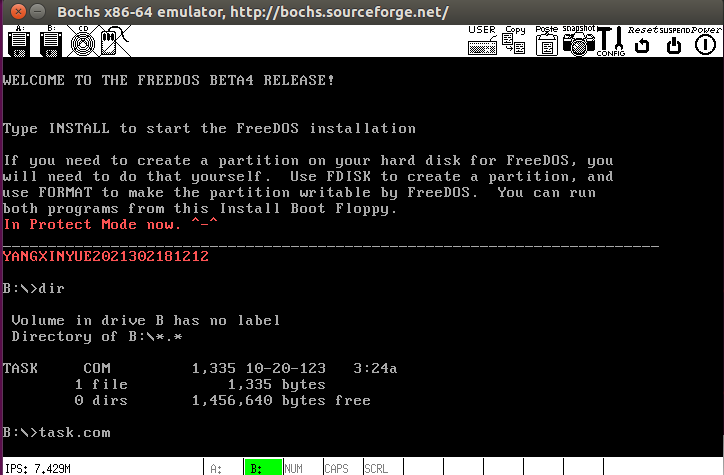 Bochs x86-64 emulator, http://bochs.sourceforge.net/
A: B: CD USER Copy Paste snapshot CONFIG Reset SUSPEND Power
WELCOME TO THE FREEDOS BETA4 RELEASE!
Type INSTALL to start the FreeDOS installation
If you need to create a partition on your hard disk for FreeDOS, you
will need to do that yourself.  Use FDISK to create a partition, and
use FORMAT to make the partition writable by FreeDOS.  You can run
both programs from this Install Boot Floppy.
In Protect Mode now. ^-^
YANGXINYUE2021302181212
B:\>dir
Volume in drive B has no label
Directory of B:\*.*
TASK     COM          1,335 10-20-123   3:24a
1 file            1,335 bytes
0 dirs        1,456,640 bytes free
B:\>task.com
IPS: 7.429M A: B: NUM CAPS SCRL